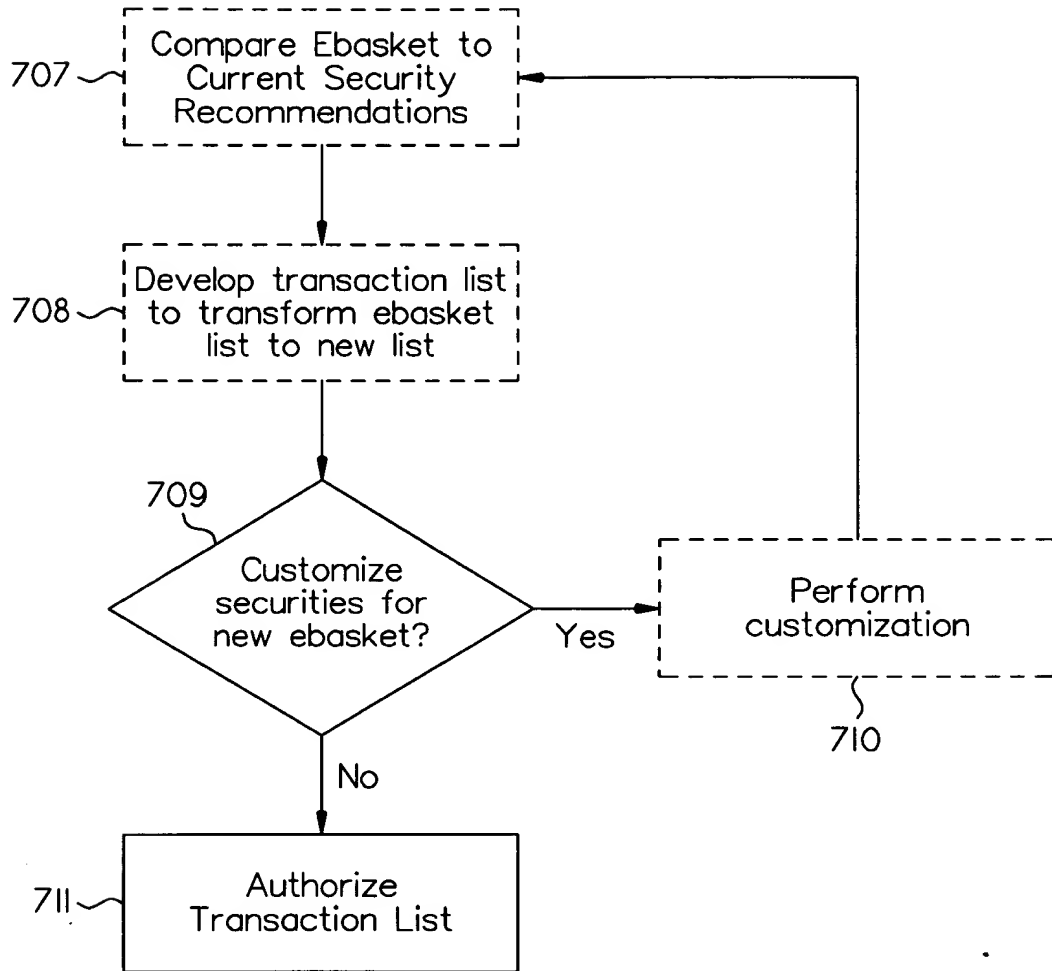 707
Compare Ebasket to
Current Security
Recommendations
708
Develop transaction list
to transform ebasket
list to new list
709
Customize
securities for
new ebasket?
Yes
Perform
customization
710
No
711
Authorize
Transaction List